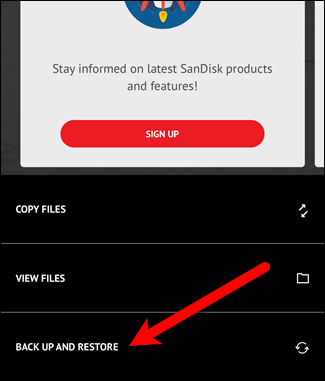 Stay informed on latest SanDisk products
and features!
SIGN UP
COPY FILES
VIEW FILES
BACK UP AND RESTORE